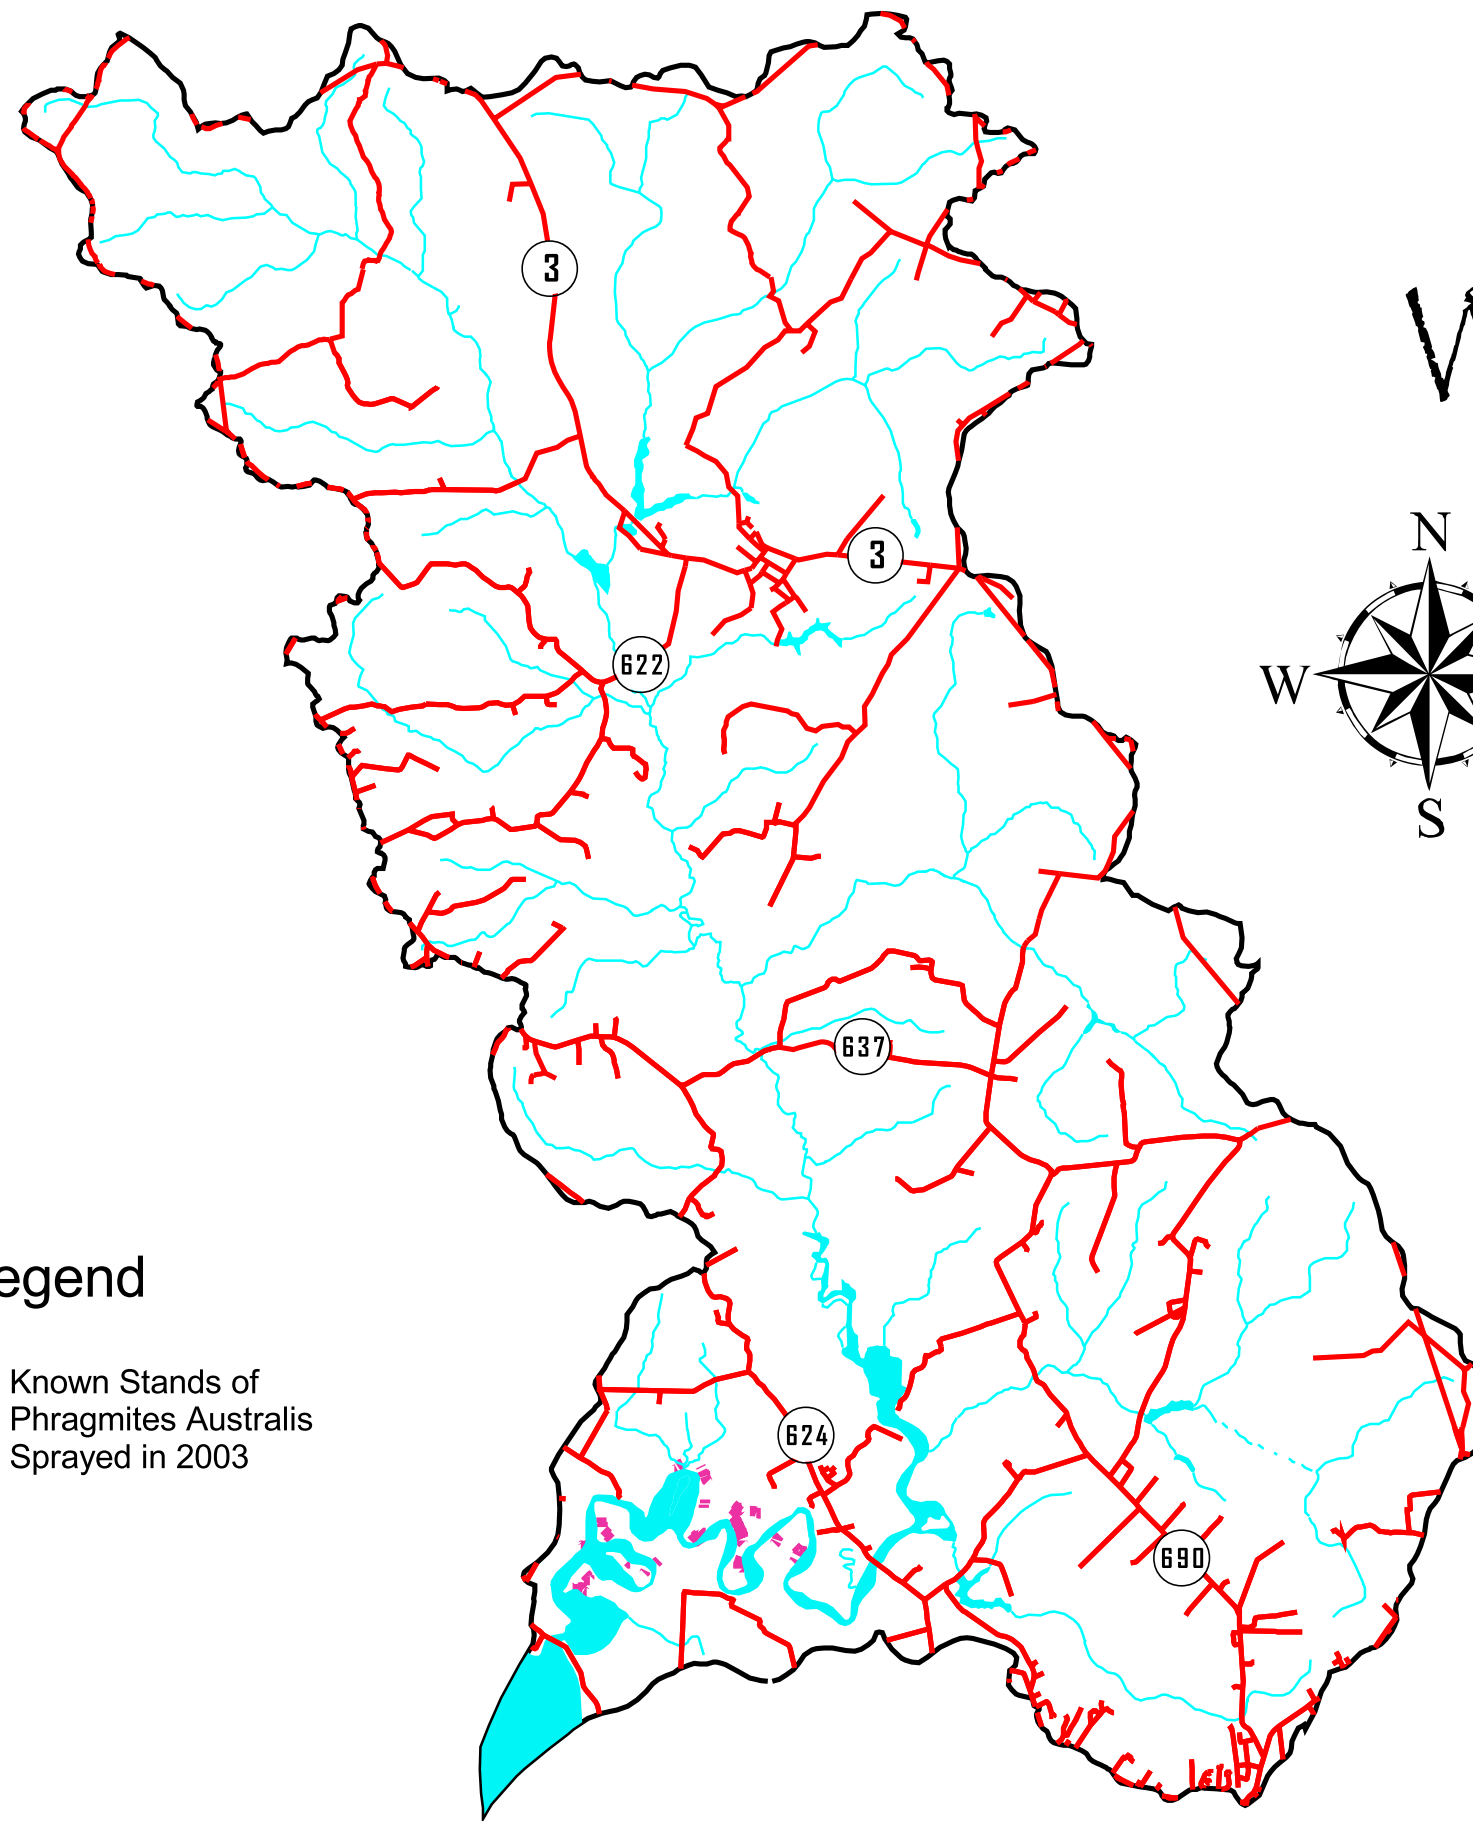 3
N
3
622
W
S
637
egend
Known Stands of
Phragmites Australis
Sprayed in 2003
624
690